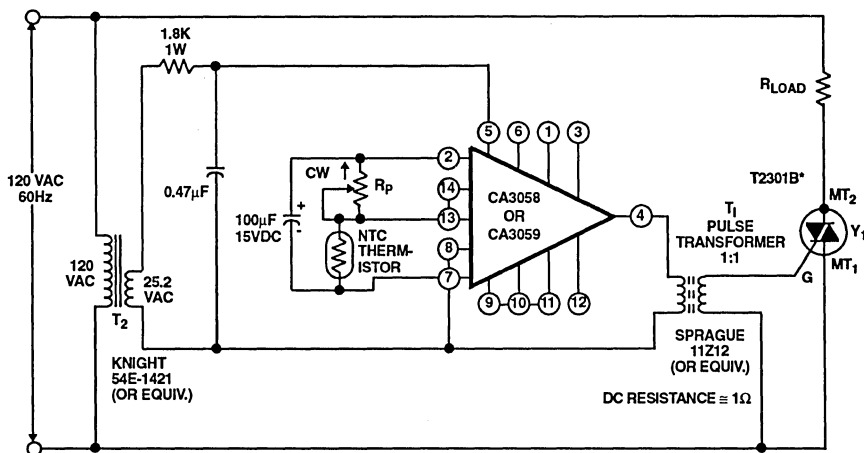 1.8K
1W
120 VAC
60Hz
0.47μF
120
VAC
25.2
VAC
T2
KNIGHT
54E-1421
(OR EQUIV.)
CW
RP
100μF
15VDC
+
-
NTC
THERM-
ISTOR
2
14
13
8
7
5
6
1
3
CA3058
OR
CA3059
4
9
10
11
12
RLOAD
T2301B*
MT2
Y1
MT1
G
TI
PULSE
TRANSFORMER
1:1
SPRAGUE
11Z12
(OR EQUIV.)
DC RESISTANCE ≅ 1Ω